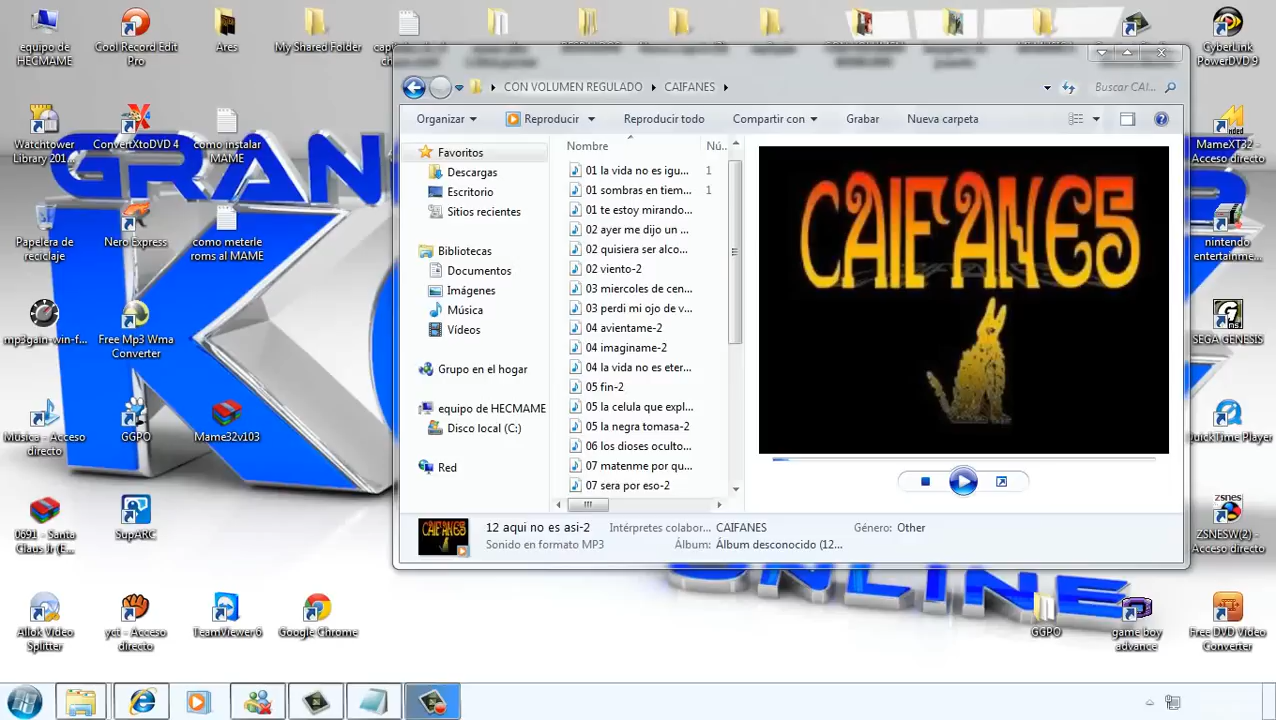 equipo de
HECMAME
Cool Record Edit
Pro
Ares
My Shared Folder
CyberLink
PowerDVD 9
Watchtower
Library 201...
ConvertXtoDVD 4
como instalar
MAME
MameXT32 -
Acceso directo
GRAN
Papelera de
reciclaje
Nero Express
como meterle
roms al MAME
nintendo
entertainme...
K
mp3gain-win-f...
Free Mp3 Wma
Converter
SEGA GENESIS
Música - Acceso
directo
GGPO
Mame32v103
QuickTime Player
0691 - Santa
Claus Jr (E...
SupARC
zsnes
ZSNESW(2) -
Acceso directo
ONLINE
Allok Video
Splitter
yct - Acceso
directo
TeamViewer 6
Google Chrome
GGPO
game boy
advance
Free DVD Video
Converter
CON VOLUMEN REGULADO
CAIFANES
Buscar CAI...
Organizar
Reproducir
Reproducir todo
Compartir con
Grabar
Nueva carpeta
Favoritos
Descargas
Escritorio
Sitios recientes
Bibliotecas
Documentos
Imágenes
Música
Vídeos
Grupo en el hogar
equipo de HECMAME
Disco local (C:)
Red
Nombre Nú...
01 la vida no es igu... 1
01 sombras en tiem... 1
01 te estoy mirando...
02 ayer me dijo un ...
02 quisiera ser alco...
02 viento-2
03 miercoles de cen...
03 perdi mi ojo de v...
04 avientame-2
04 imaginame-2
04 la vida no es eter...
05 fin-2
05 la celula que expl...
05 la negra tomasa-2
06 los dioses oculto...
07 matenme por qu...
07 sera por eso-2
CAIFANES
12 aqui no es asi-2
Sonido en formato MP3
Intérpretes colabor... CAIFANES
Álbum: Álbum desconocido (12...
Género: Other